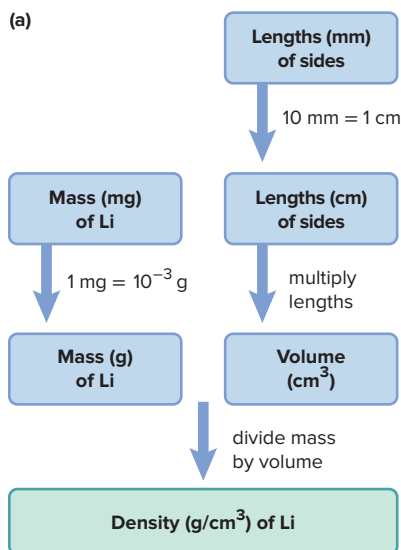 (a)
Lengths (mm)
of sides
10 mm = 1 cm
Mass (mg)
of Li
Lengths (cm)
of sides
1 mg = 10⁻³ g
multiply
lengths
Mass (g)
of Li
Volume
(cm³)
divide mass
by volume
Density (g/cm³) of Li